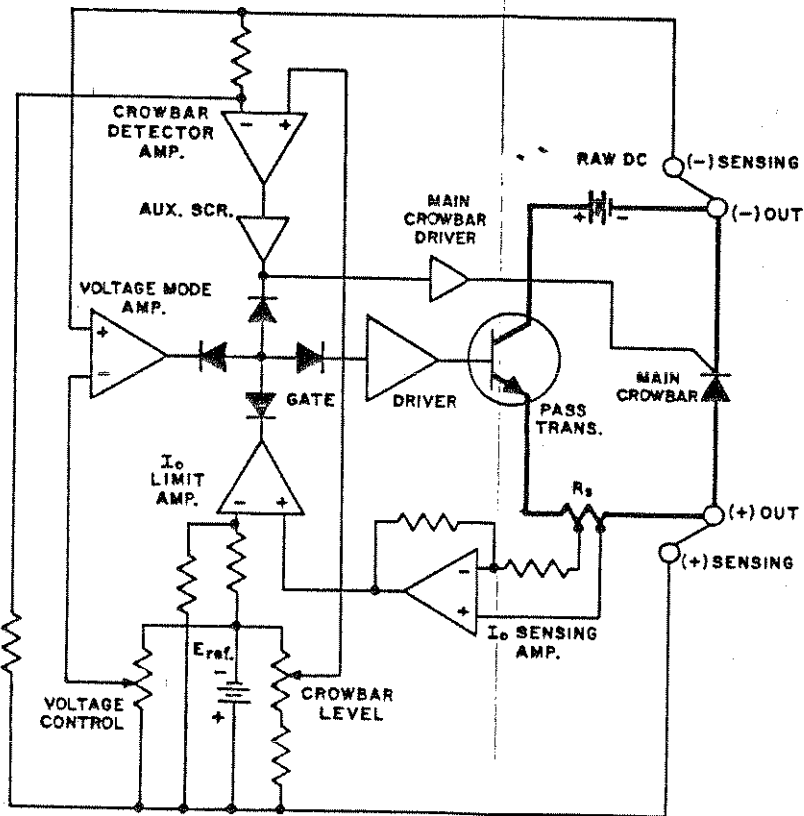 CROWBAR
DETECTOR
AMP.
-
+
RAW DC
(-) SENSING
+
-
(-) OUT
AUX. SCR.
MAIN
CROWBAR
DRIVER
VOLTAGE MODE
AMP.
+
-
GATE
DRIVER
PASS
TRANS.
MAIN
CROWBAR
Io
LIMIT
AMP.
-
+
Rs
(+) OUT
(+) SENSING
-
+
Io SENSING
AMP.
Eref.
-
+
VOLTAGE
CONTROL
CROWBAR
LEVEL